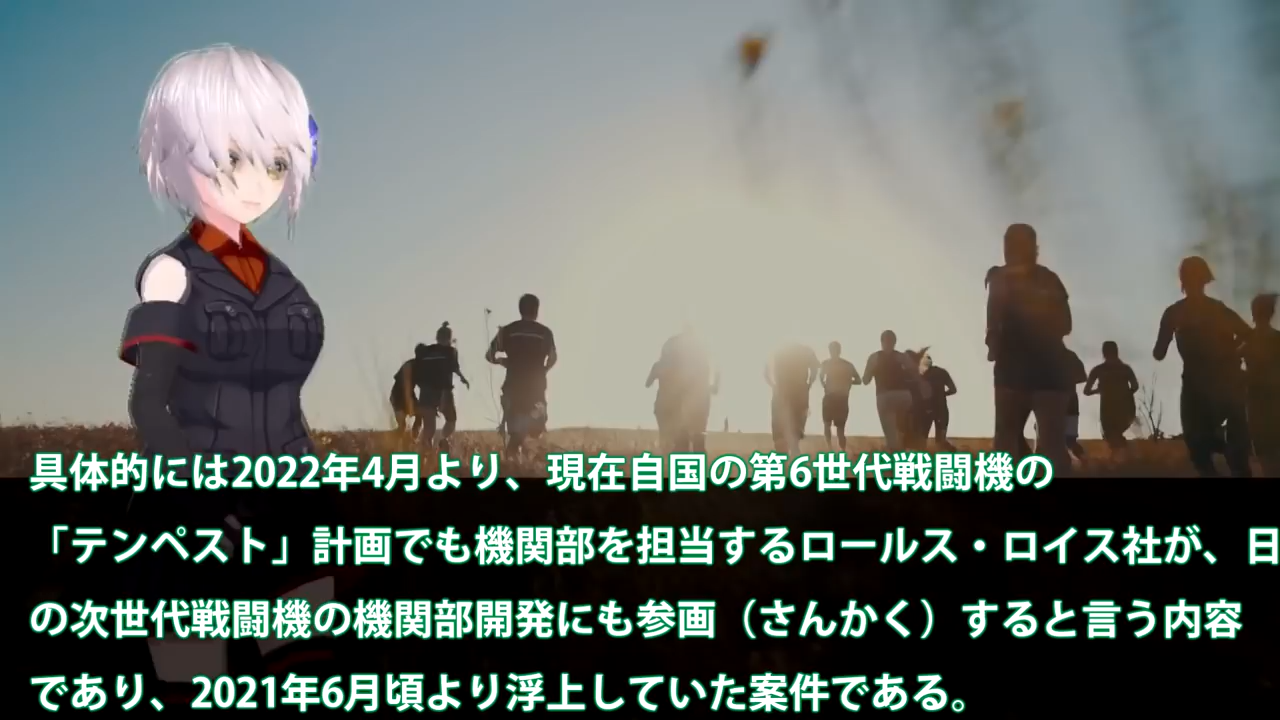 具体的には2022年4月より、現在自国の第6世代戦闘機の
「テンペスト」計画でも機関部を担当するロールス・ロイス社が、日
の次世代戦闘機の機関部開発にも参画（さんかく）すると言う内容
であり、2021年6月頃より浮上していた案件である。